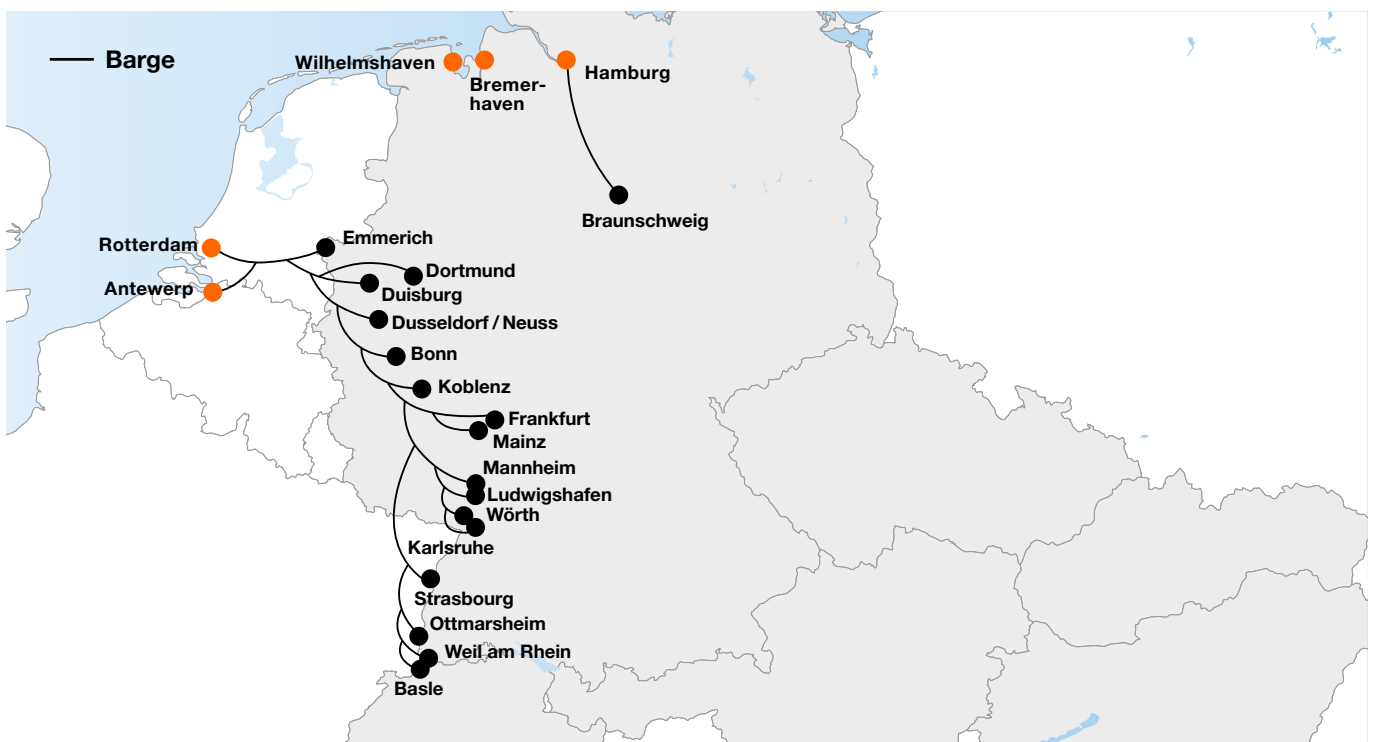 Barge
Wilhelmshaven
Bremer-
haven
Hamburg
Braunschweig
Rotterdam
Emmerich
Antewerp
Dortmund
Duisburg
Dusseldorf / Neuss
Bonn
Koblenz
Frankfurt
Mainz
Mannheim
Ludwigshafen
Wörth
Karlsruhe
Strasbourg
Ottmarsheim
Weil am Rhein
Basle